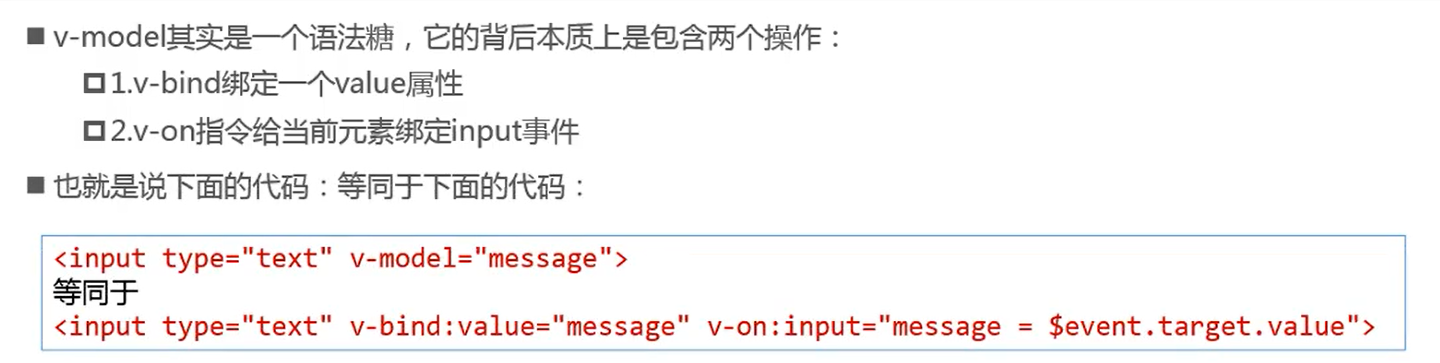 ■ v-model其实是一个语法糖，它的背后本质上是包含两个操作：
❑ 1.v-bind绑定一个value属性
❑ 2.v-on指令给当前元素绑定input事件
■ 也就是说下面的代码：等同于下面的代码：
<input type="text" v-model="message">
等同于
<input type="text" v-bind:value="message" v-on:input="message = $event.target.value">